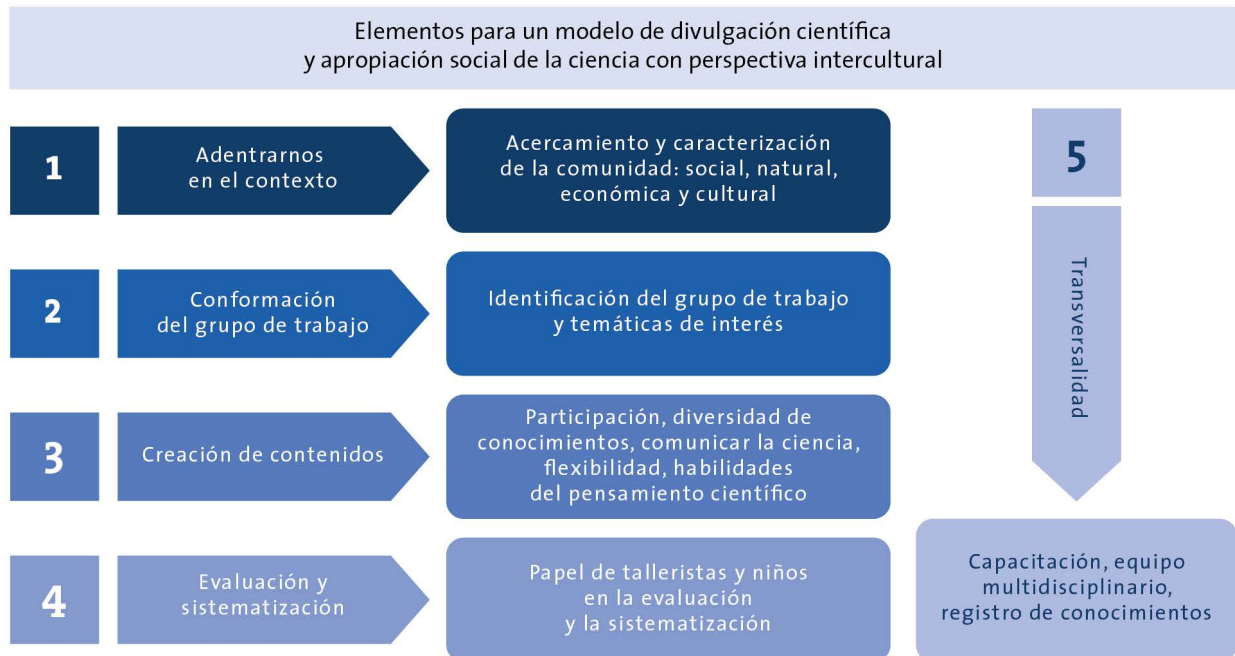 Elementos para un modelo de divulgación científica
y apropiación social de la ciencia con perspectiva intercultural
1
Adentrarnos
en el contexto
Acercamiento y caracterización
de la comunidad: social, natural,
económica y cultural
2
Conformación
del grupo de trabajo
Identificación del grupo de trabajo
y temáticas de interés
3
Creación de contenidos
Participación, diversidad de
conocimientos, comunicar la ciencia,
flexibilidad, habilidades
del pensamiento científico
4
Evaluación y
sistematización
Papel de talleristas y niños
en la evaluación
y la sistematización
5
Transversalidad
Capacitación, equipo
multidisciplinario,
registro de conocimientos